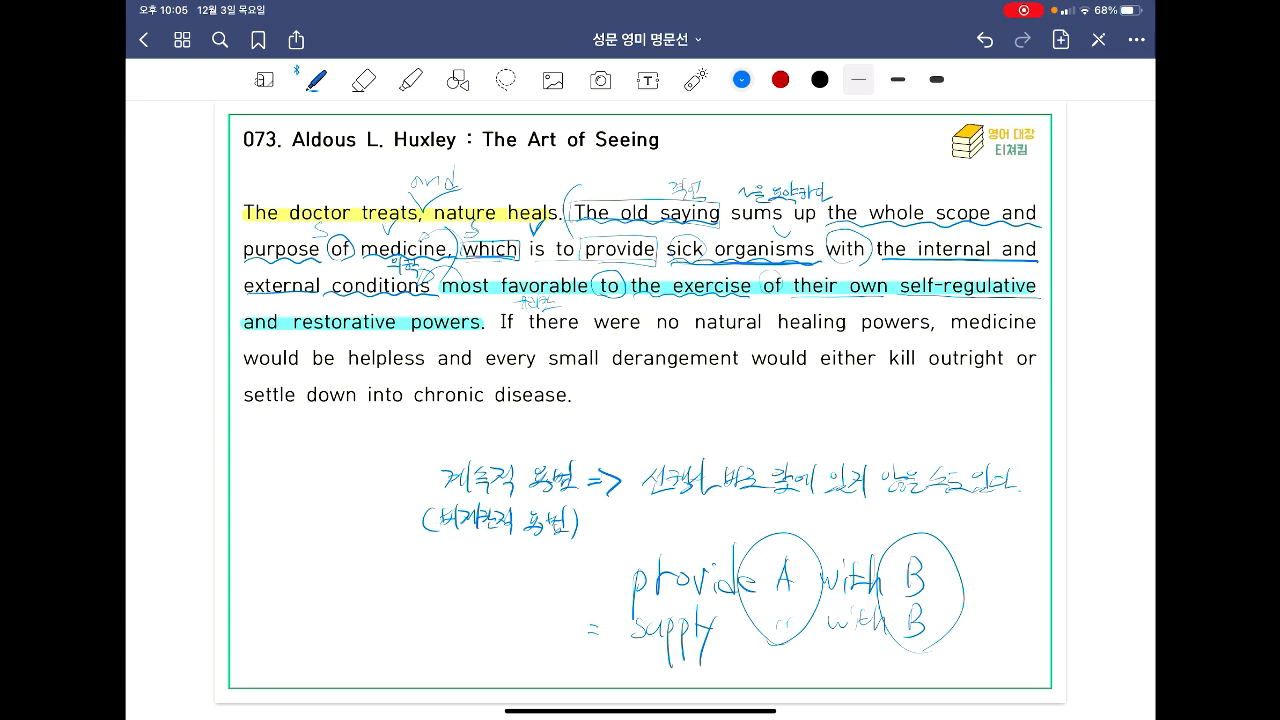 오후 10:05 12월 3일 목요일
68%
성문 영미 명문선
073. Aldous L. Huxley : The Art of Seeing
영어 대장
티쳐킴
~을 요약하다
The doctor treats, nature heals. The old saying sums up the whole scope and
purpose of medicine, which is to provide sick organisms with the internal and
의학
external conditions most favorable to the exercise of their own self-regulative
유리한
and restorative powers. If there were no natural healing powers, medicine
would be helpless and every small derangement would either kill outright or
settle down into chronic disease.
계속적 용법 => 선행사 바로 앞에 있지 않을 수도 있다.
(비제한적 용법)
provide A with B
= supply " with B